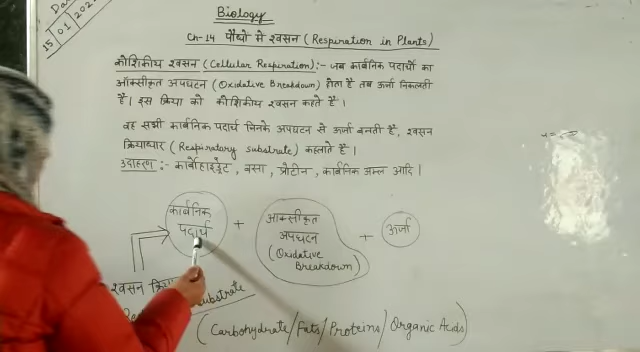 Biology
15 01
Ch-14 पौधों में श्वसन (Respiration in Plants)
कोशिकीय श्वसन (Cellular Respiration):- जब कार्बनिक पदार्थों का
ऑक्सीकृत अपघटन (Oxidative Breakdown) होता है तब ऊर्जा निकलती
है। इस क्रिया को कोशिकीय श्वसन कहते हैं।
वह सभी कार्बनिक पदार्थ जिनके अपघटन से ऊर्जा बनती है, श्वसन
क्रियाधार (Respiratory substrate) कहलाते हैं।
उदाहरण:- कार्बोहाइड्रेट, वसा, प्रोटीन, कार्बनिक अम्ल आदि।
कार्बनिक
पदार्थ
+
ऑक्सीकृत
अपघटन
(Oxidative
Breakdown)
+
ऊर्जा
श्वसन
substrate
(Carbohydrate/Fats/Proteins/Organic Acids)